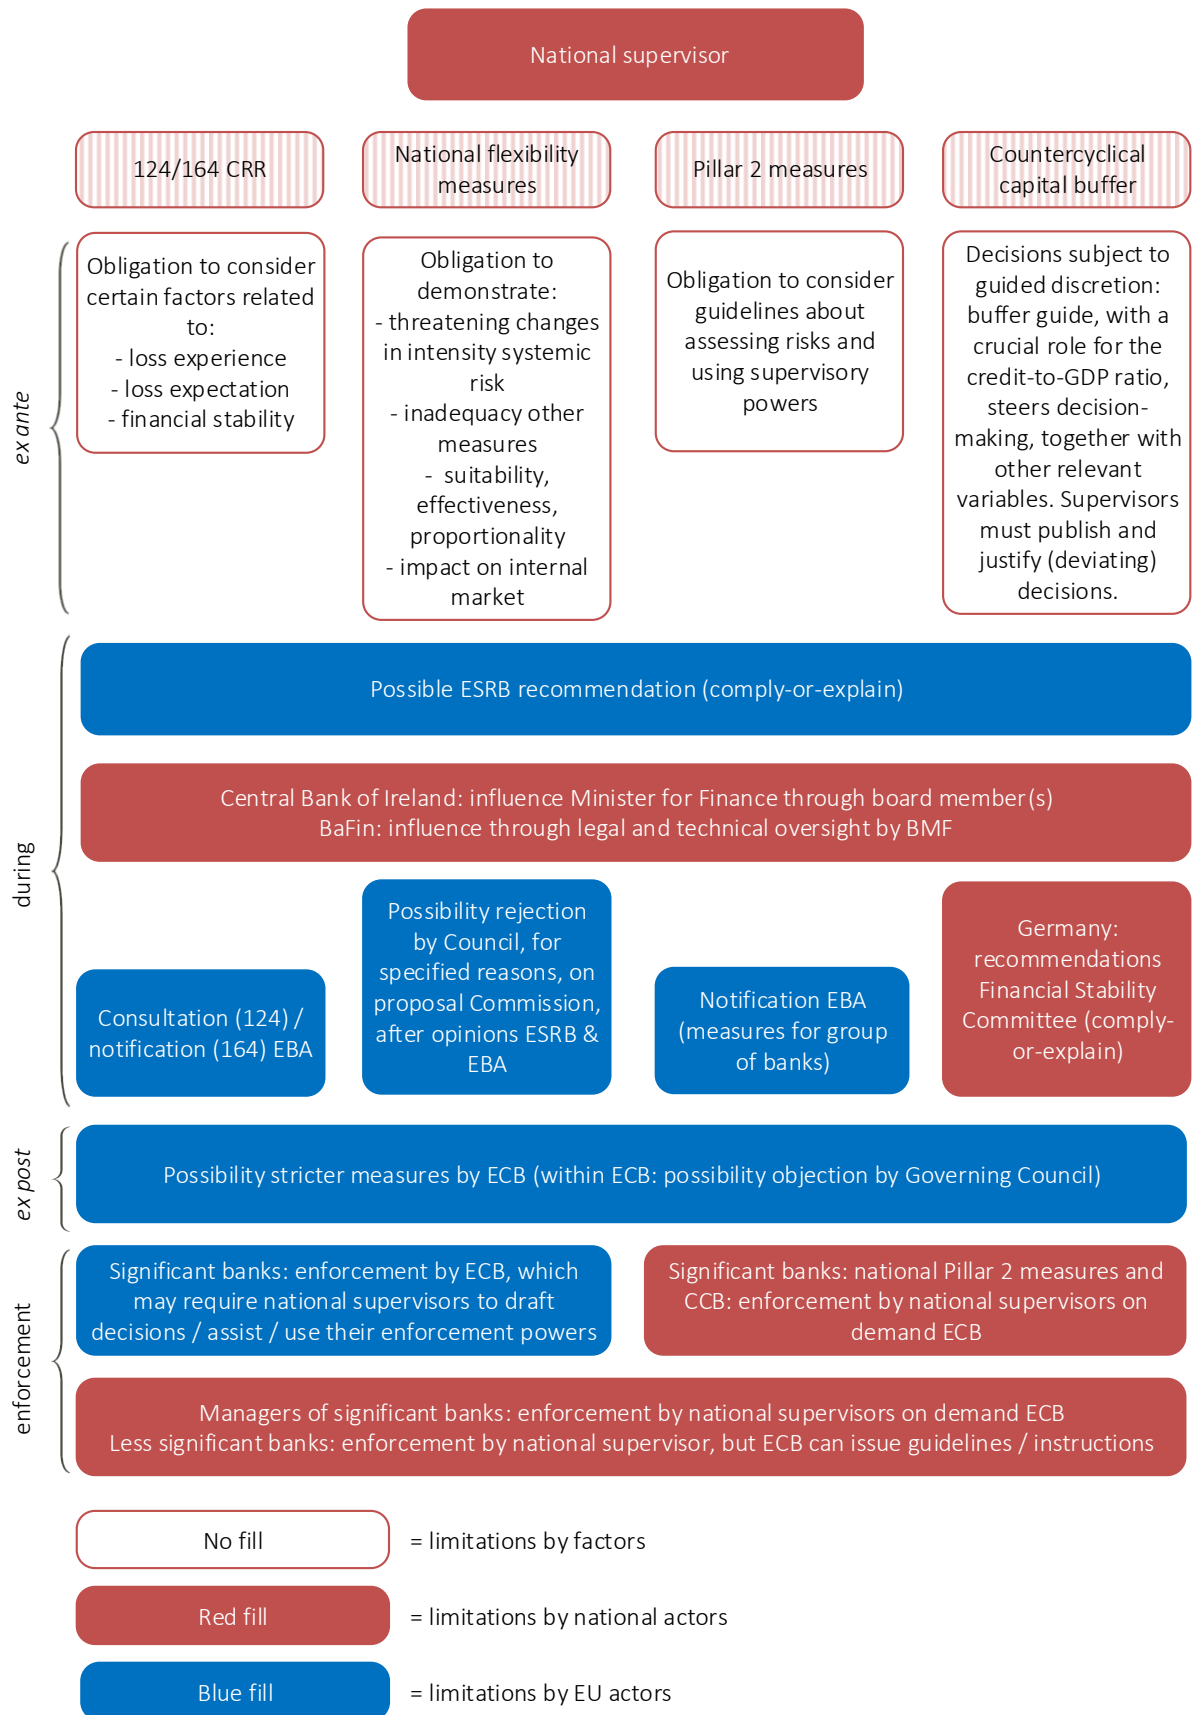 National supervisor
124/164 CRR
National flexibility
measures
Pillar 2 measures
Countercyclical
capital buffer
ex ante
Obligation to consider
certain factors related
to:
- loss experience
- loss expectation
- financial stability
Obligation to
demonstrate:
- threatening changes
in intensity systemic
risk
- inadequacy other
measures
- suitability,
effectiveness,
proportionality
- impact on internal
market
Obligation to consider
guidelines about
assessing risks and
using supervisory
powers
Decisions subject to
guided discretion:
buffer guide, with a
crucial role for the
credit-to-GDP ratio,
steers decision-
making, together with
other relevant
variables. Supervisors
must publish and
justify (deviating)
decisions.
during
Possible ESRB recommendation (comply-or-explain)
Central Bank of Ireland: influence Minister for Finance through board member(s)
BaFin: influence through legal and technical oversight by BMF
Consultation (124) /
notification (164) EBA
Possibility rejection
by Council, for
specified reasons, on
proposal Commission,
after opinions ESRB &
EBA
Notification EBA
(measures for group
of banks)
Germany:
recommendations
Financial Stability
Committee (comply-
or-explain)
ex post
Possibility stricter measures by ECB (within ECB: possibility objection by Governing Council)
enforcement
Significant banks: enforcement by ECB, which
may require national supervisors to draft
decisions / assist / use their enforcement powers
Significant banks: national Pillar 2 measures and
CCB: enforcement by national supervisors on
demand ECB
Managers of significant banks: enforcement by national supervisors on demand ECB
Less significant banks: enforcement by national supervisor, but ECB can issue guidelines / instructions
No fill
= limitations by factors
Red fill
= limitations by national actors
Blue fill
= limitations by EU actors